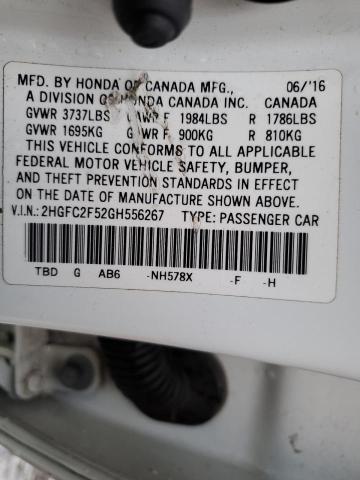 MFD. BY HONDA OF CANADA MFG., 06/'16
A DIVISION OF HONDA CANADA INC. CANADA
GVWR 3737LBS GAWR F 1984LBS R 1786LBS
GVWR 1695KG GAWR F 900KG R 810KG
THIS VEHICLE CONFORMS TO ALL APPLICABLE
FEDERAL MOTOR VEHICLE SAFETY, BUMPER,
AND THEFT PREVENTION STANDARDS IN EFFECT
ON THE DATE OF MANUFACTURE SHOWN ABOVE.
V.I.N.: 2HGFC2F52GH556267 TYPE: PASSENGER CAR
TBD G AB6 -NH578X -F -H